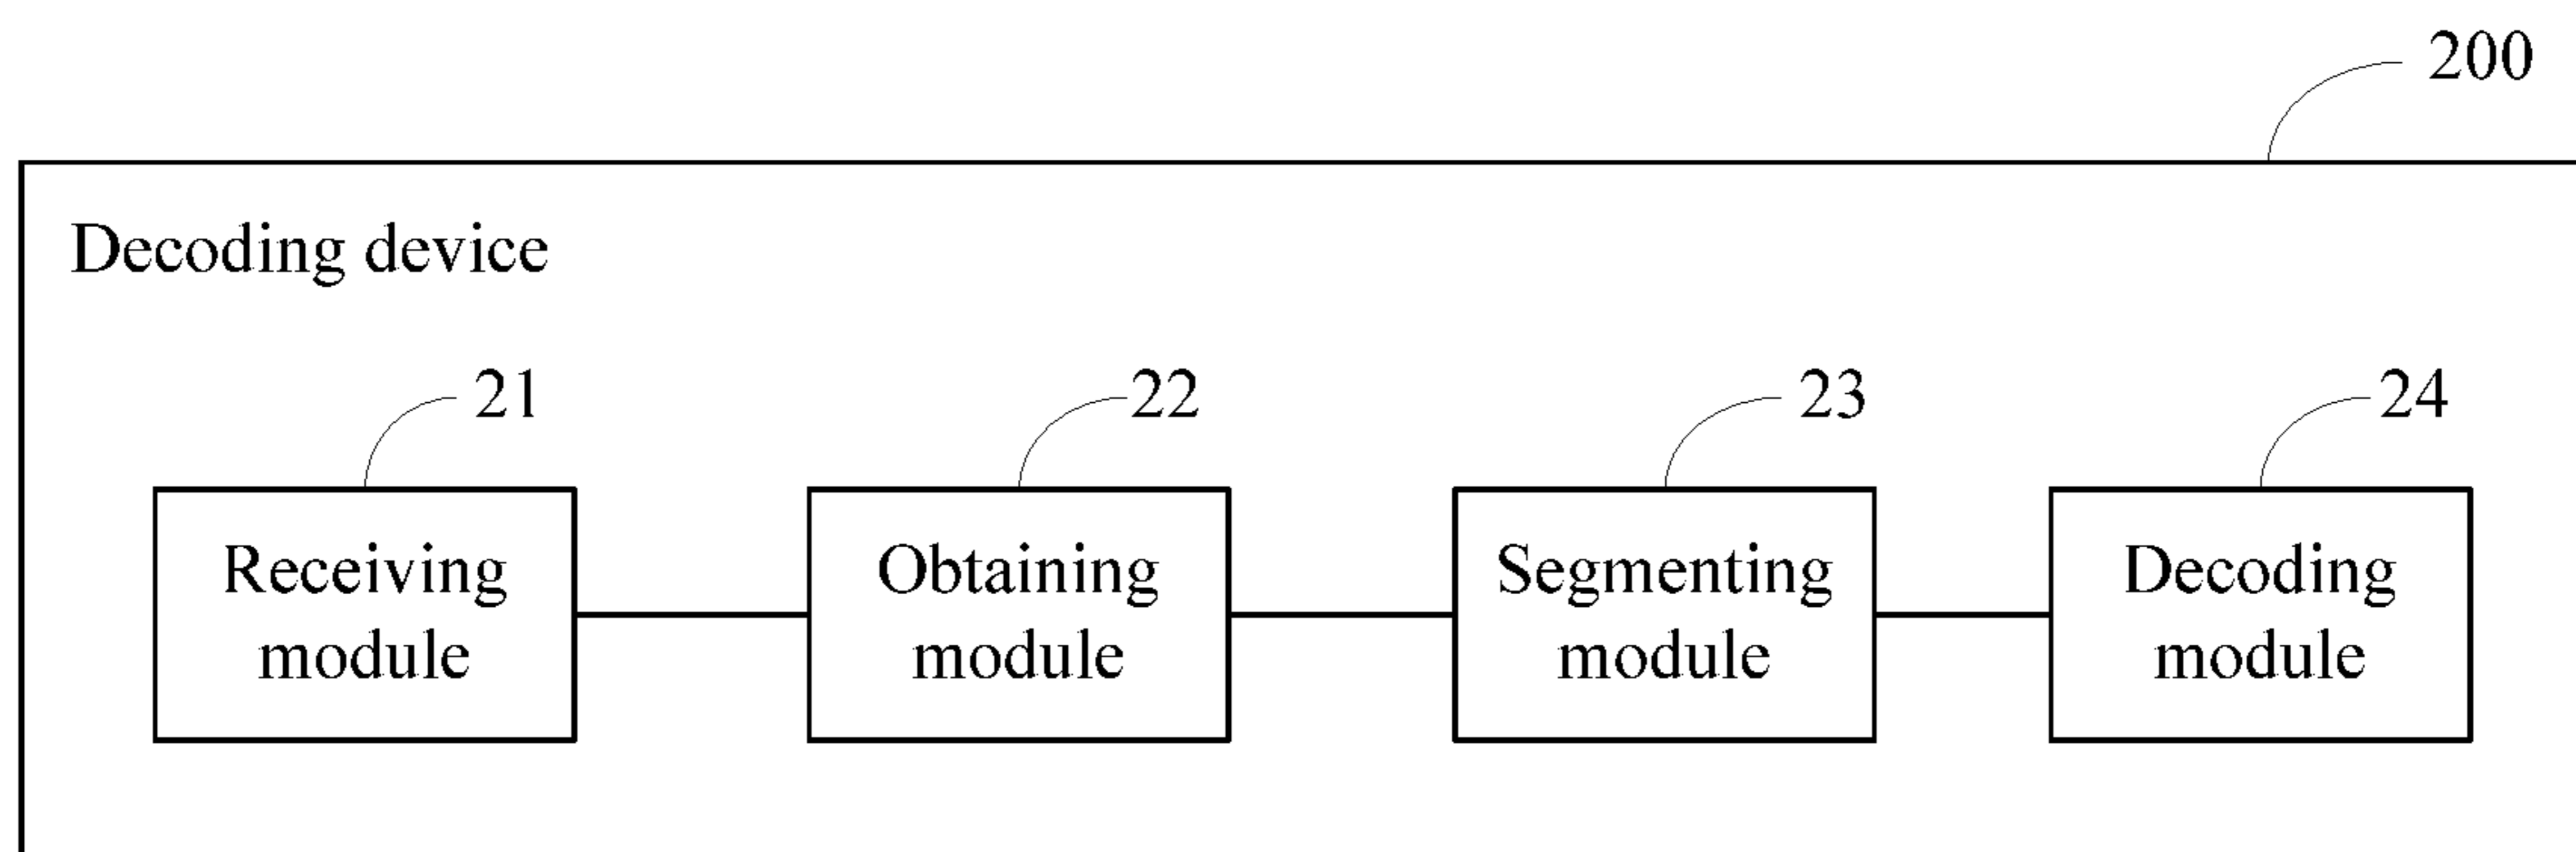 200
Decoding device
21
22
23
24
Receiving
module
Obtaining
module
Segmenting
module
Decoding
module